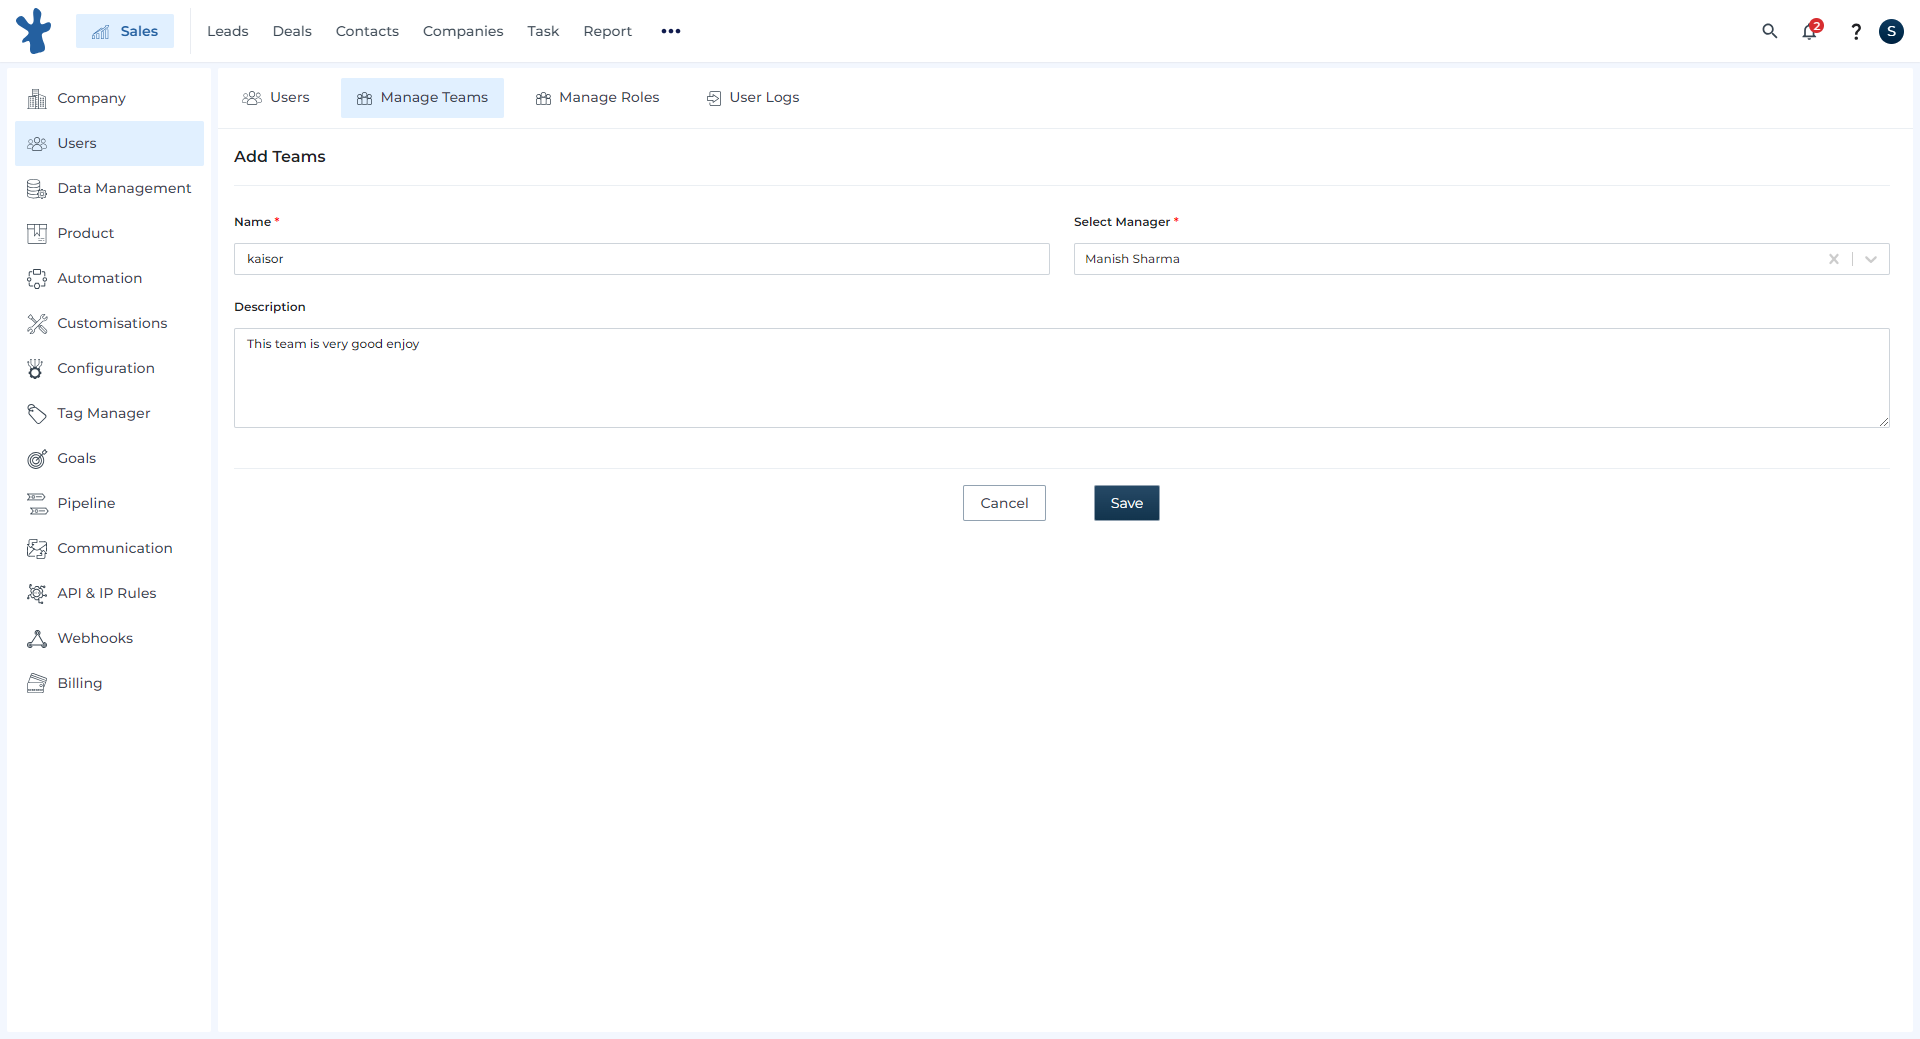 Sales
Leads
Deals
Contacts
Companies
Task
Report
2
?
S
Company
Users
Data Management
Product
Automation
Customisations
Configuration
Tag Manager
Goals
Pipeline
Communication
API & IP Rules
Webhooks
Billing
Users
Manage Teams
Manage Roles
User Logs
Add Teams
Name *
Select Manager *
kaisor
Manish Sharma
Description
This team is very good enjoy
Cancel
Save